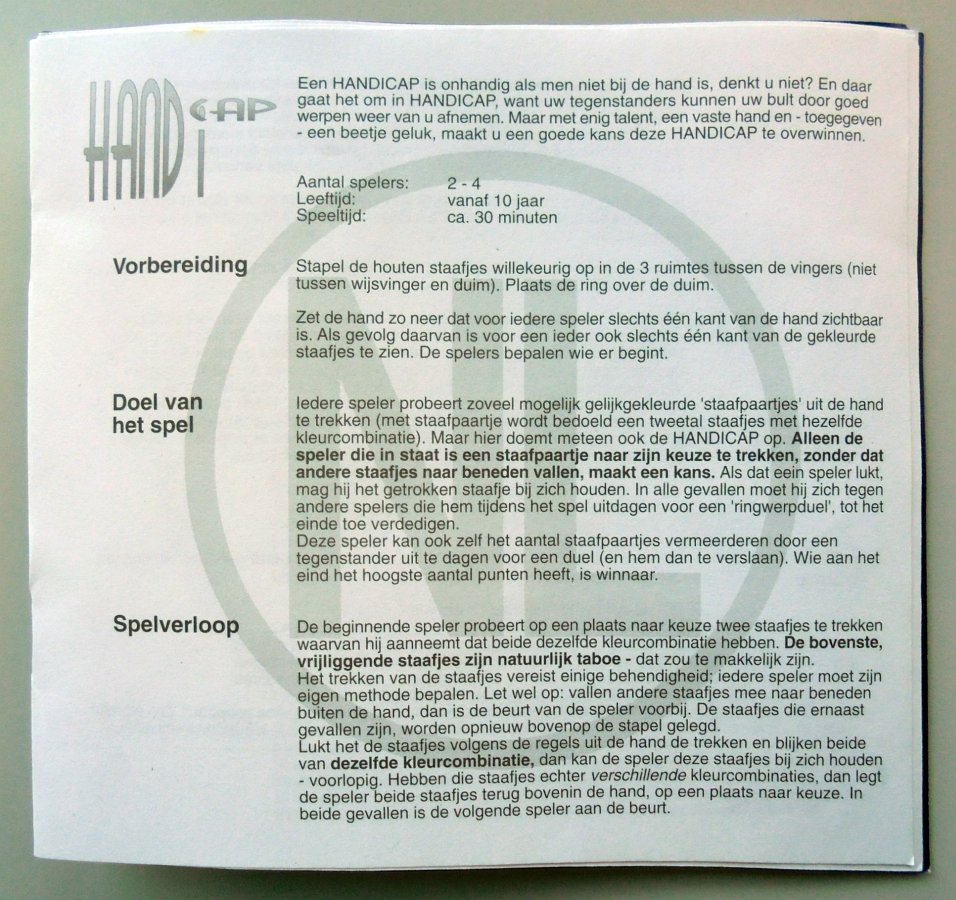 HANDiCAP
Een HANDICAP is onhandig als men niet bij de hand is, denkt u niet? En daar
gaat het om in HANDICAP, want uw tegenstanders kunnen uw bult door goed
werpen weer van u afnemen. Maar met enig talent, een vaste hand en - toegegeven
- een beetje geluk, maakt u een goede kans deze HANDICAP te overwinnen.
Aantal spelers: 2 - 4
Leeftijd: vanaf 10 jaar
Speeltijd: ca. 30 minuten
Vorbereiding
Stapel de houten staafjes willekeurig op in de 3 ruimtes tussen de vingers (niet
tussen wijsvinger en duim). Plaats de ring over de duim.
Zet de hand zo neer dat voor iedere speler slechts één kant van de hand zichtbaar
is. Als gevolg daarvan is voor een ieder ook slechts één kant van de gekleurde
staafjes te zien. De spelers bepalen wie er begint.
Doel van
het spel
Iedere speler probeert zoveel mogelijk gelijkgekleurde 'staafpaartjes' uit de hand
te trekken (met staafpaartje wordt bedoeld een tweetal staafjes met hezelfde
kleurcombinatie). Maar hier doemt meteen ook de HANDICAP op. Alleen de
speler die in staat is een staafpaartje naar zijn keuze te trekken, zonder dat
andere staafjes naar beneden vallen, maakt een kans. Als dat eein speler lukt,
mag hij het getrokken staafje bij zich houden. In alle gevallen moet hij zich tegen
andere spelers die hem tijdens het spel uitdagen voor een 'ringwerpduel', tot het
einde toe verdedigen.
Deze speler kan ook zelf het aantal staafpaartjes vermeerderen door een
tegenstander uit te dagen voor een duel (en hem dan te verslaan). Wie aan het
eind het hoogste aantal punten heeft, is winnaar.
Spelverloop
De beginnende speler probeert op een plaats naar keuze twee staafjes te trekken
waarvan hij aanneemt dat beide dezelfde kleurcombinatie hebben. De bovenste,
vrijliggende staafjes zijn natuurlijk taboe - dat zou te makkelijk zijn.
Het trekken van de staafjes vereist einige behendigheid; iedere speler moet zijn
eigen methode bepalen. Let wel op: vallen andere staafjes mee naar beneden
buiten de hand, dan is de beurt van de speler voorbij. De staafjes die ernaast
gevallen zijn, worden opnieuw bovenop de stapel gelegd.
Lukt het de staafjes volgens de regels uit de hand de trekken en blijken beide
van dezelfde kleurcombinatie, dan kan de speler deze staafjes bij zich houden
- voorlopig. Hebben die staafjes echter verschillende kleurcombinaties, dan legt
de speler beide staafjes terug bovenin de hand, op een plaats naar keuze. In
beide gevallen is de volgende speler aan de beurt.
NL